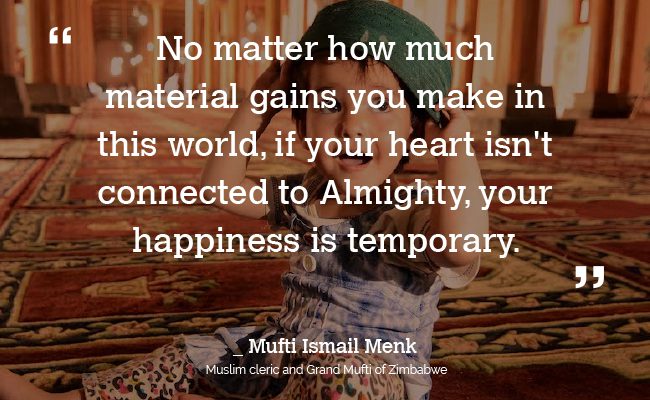 “
No matter how much
material gains you make in
this world, if your heart isn't
connected to Almighty, your
happiness is temporary.
”
_ Mufti Ismail Menk
Muslim cleric and Grand Mufti of Zimbabwe